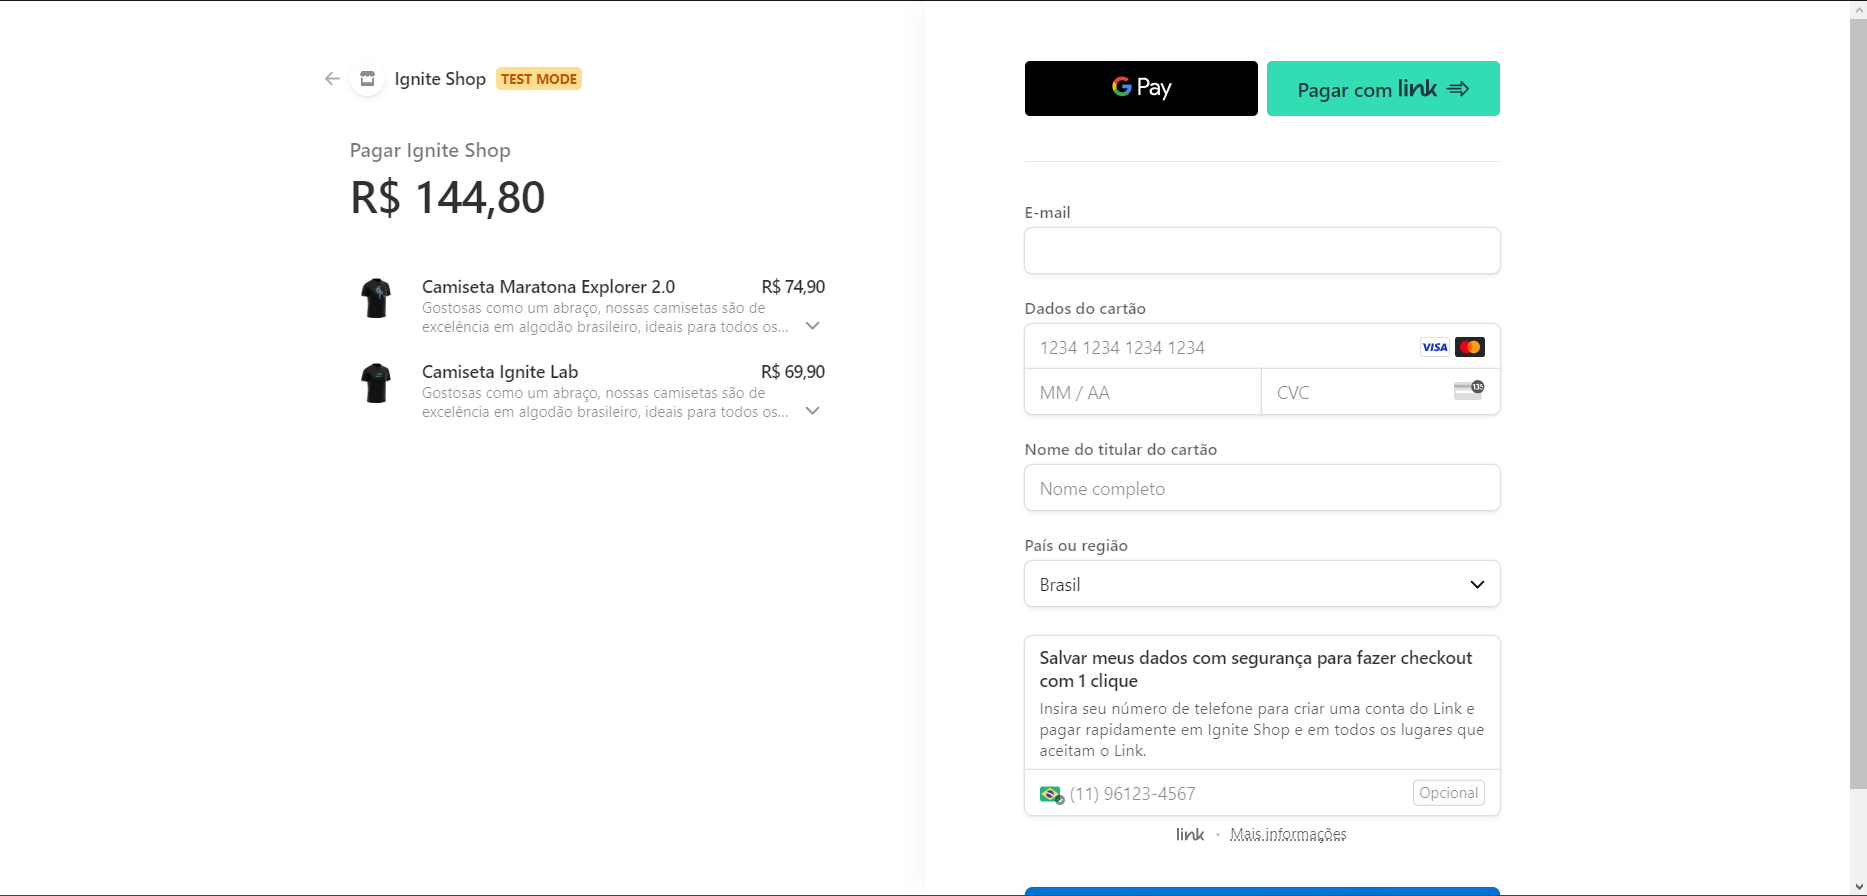 Ignite Shop TEST MODE
Pagar Ignite Shop
R$ 144,80
Camiseta Maratona Explorer 2.0 R$ 74,90
Gostosas como um abraço, nossas camisetas são de
excelência em algodão brasileiro, ideais para todos os...
Camiseta Ignite Lab R$ 69,90
Gostosas como um abraço, nossas camisetas são de
excelência em algodão brasileiro, ideais para todos os...
G Pay
Pagar com link
E-mail
Dados do cartão
1234 1234 1234 1234 VISA
MM / AA
CVC 135
Nome do titular do cartão
Nome completo
País ou região
Brasil
Salvar meus dados com segurança para fazer checkout
com 1 clique
Insira seu número de telefone para criar uma conta do Link e
pagar rapidamente em Ignite Shop e em todos os lugares que
aceitam o Link.
(11) 96123-4567 Opcional
link · Mais informações